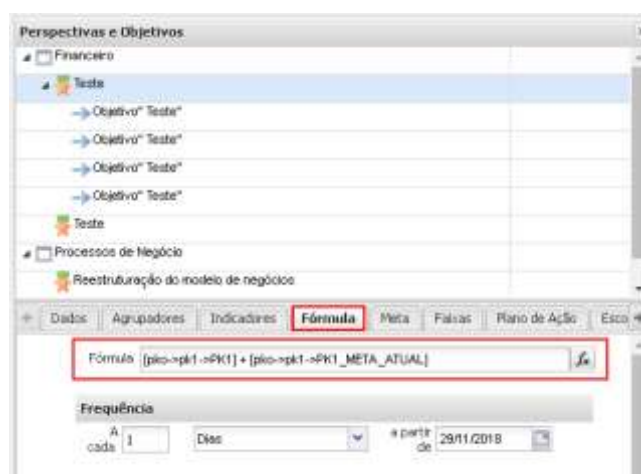 Perspectivas e Objetivos
Financeiro
Teste
Objetivo" Teste"
Objetivo" Teste"
Objetivo" Teste"
Objetivo" Teste"
Teste
Processos de Negócio
Reestruturação do modelo de negócios
Dados Agrupadores Indicadores Fórmula Meta Faixas Plano de Ação Esco
Fórmula [pko->pk1->PK1] + [pko->pk1->PK1_META_ATUAL] fx
Frequência
A cada 1 Dias a partir de 29/11/2018